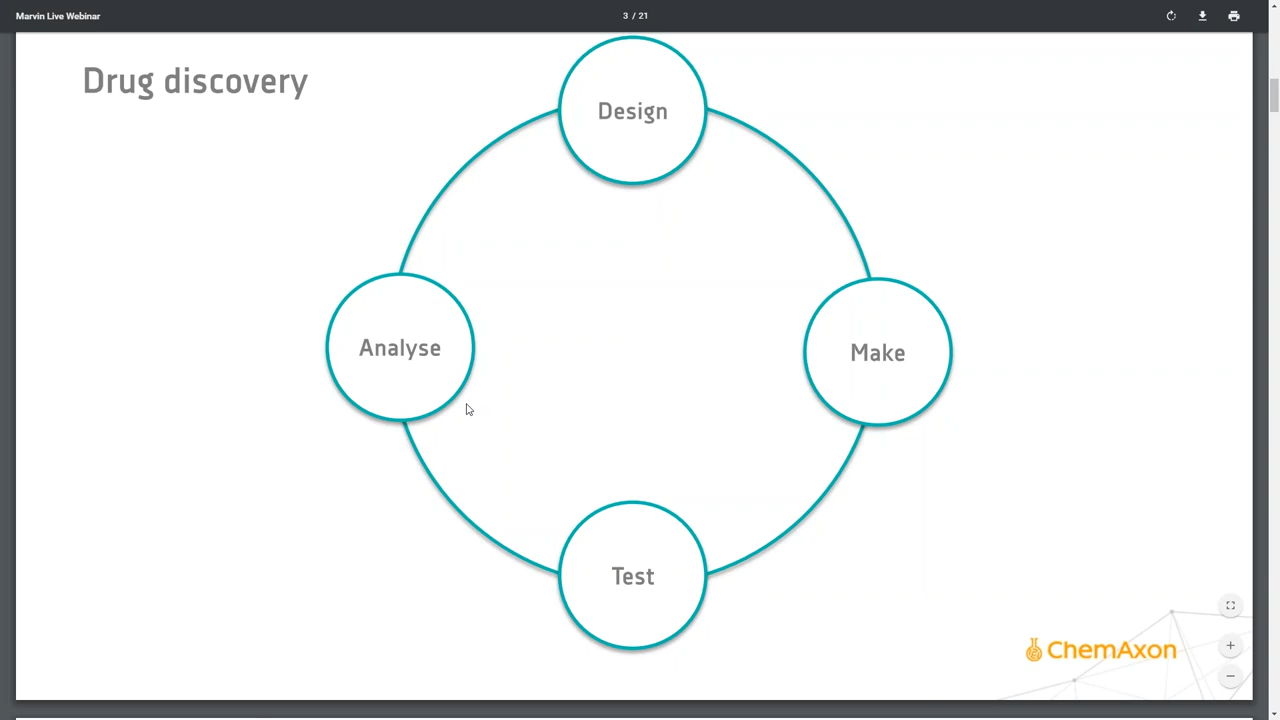 Marvin Live Webinar
3 / 21
Drug discovery
Design
Analyse
Make
Test
ChemAxon